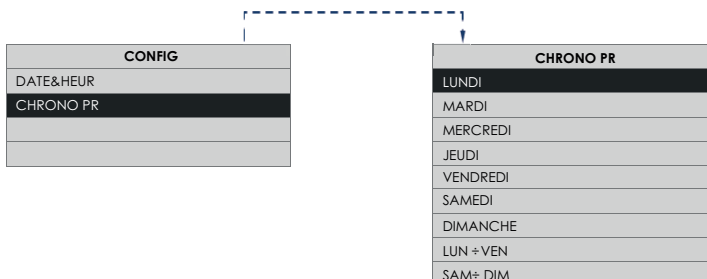 CONFIG
DATE&HEUR
CHRONO PR
CHRONO PR
LUNDI
MARDI
MERCREDI
JEUDI
VENDREDI
SAMEDI
DIMANCHE
LUN ÷VEN
SAM÷ DIM